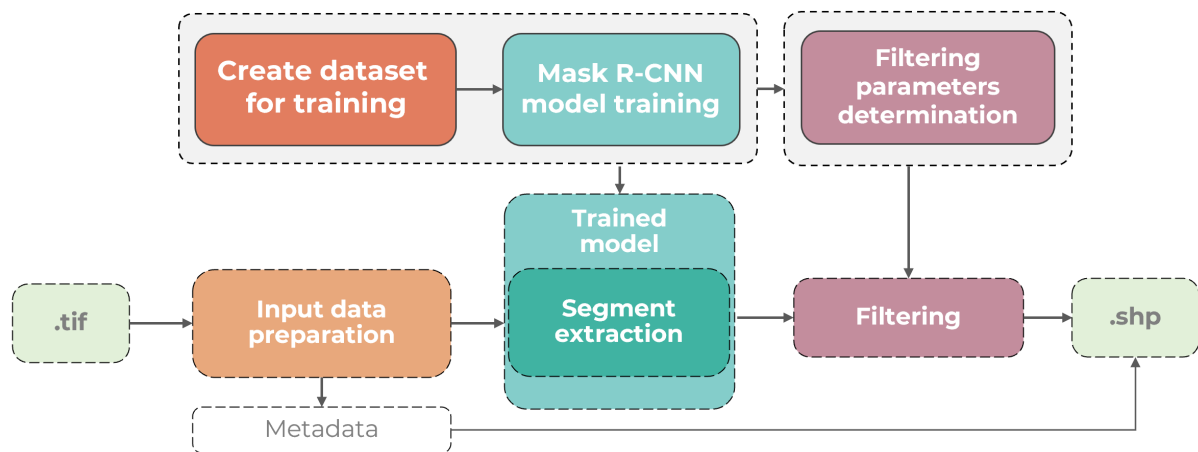 Create dataset
for training
Mask R-CNN
model training
Filtering
parameters
determination
Trained
model
.tif
Input data
preparation
Segment
extraction
Filtering
.shp
Metadata